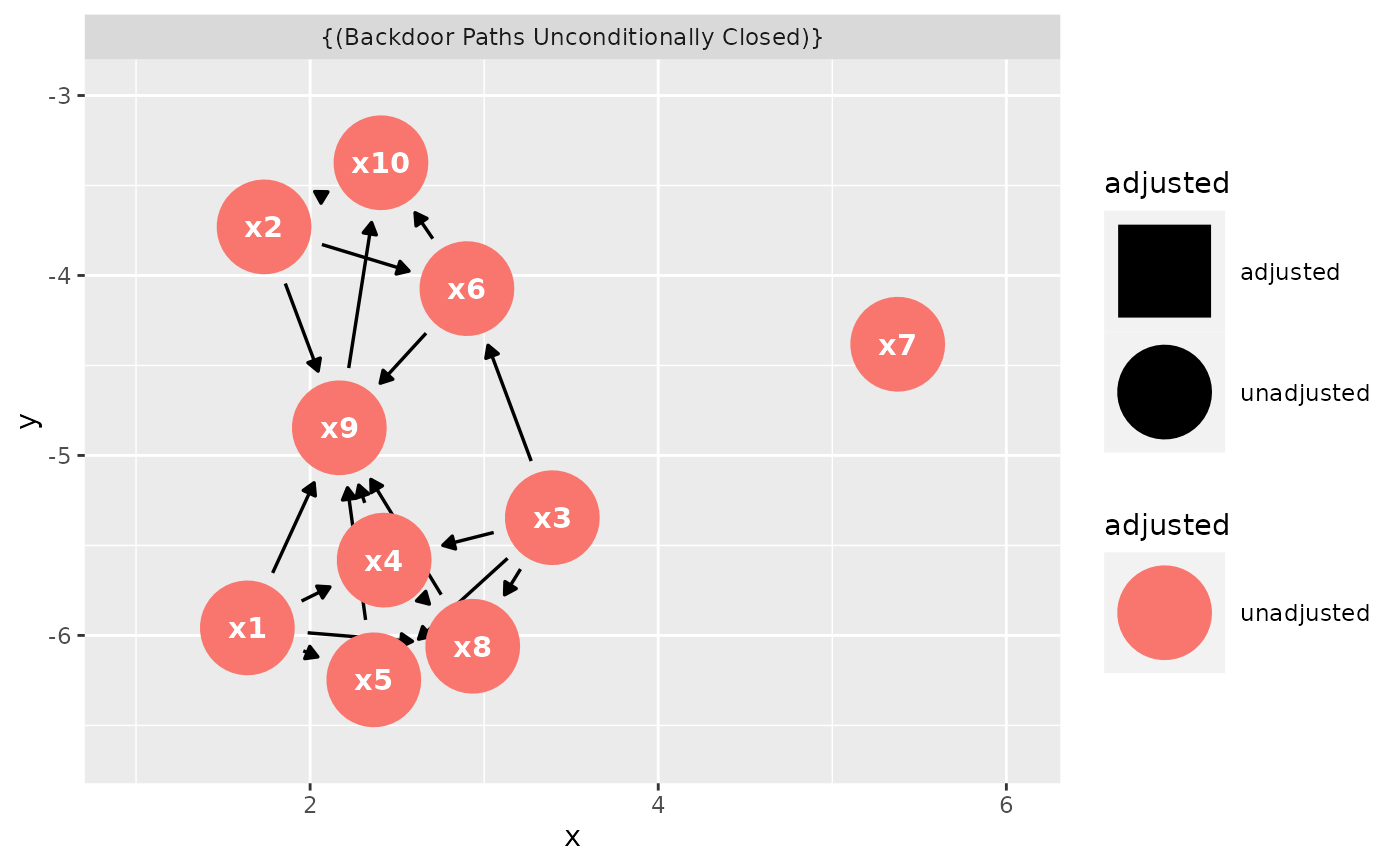 {(Backdoor Paths Unconditionally Closed)}
-3
-4
-5
-6
y
x10
x2
x6
x7
x9
x3
x4
x1
x8
x5
2
4
6
x
adjusted
adjusted
unadjusted
adjusted
unadjusted